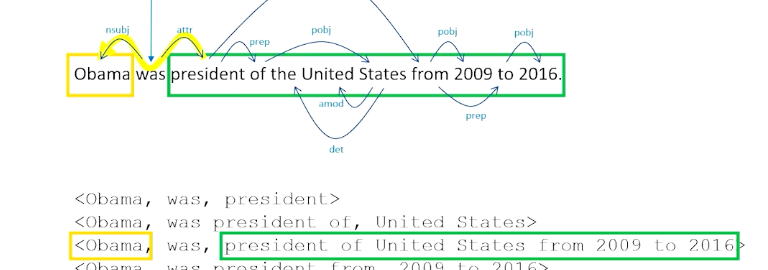 nsubj attr prep pobj pobj pobj
Obama was president of the United States from 2009 to 2016.
amod prep
det
<Obama, was, president>
<Obama, was president of, United States>
<Obama, was, president of United States from 2009 to 2016>
<Obama, was president from, 2009 to 2016>